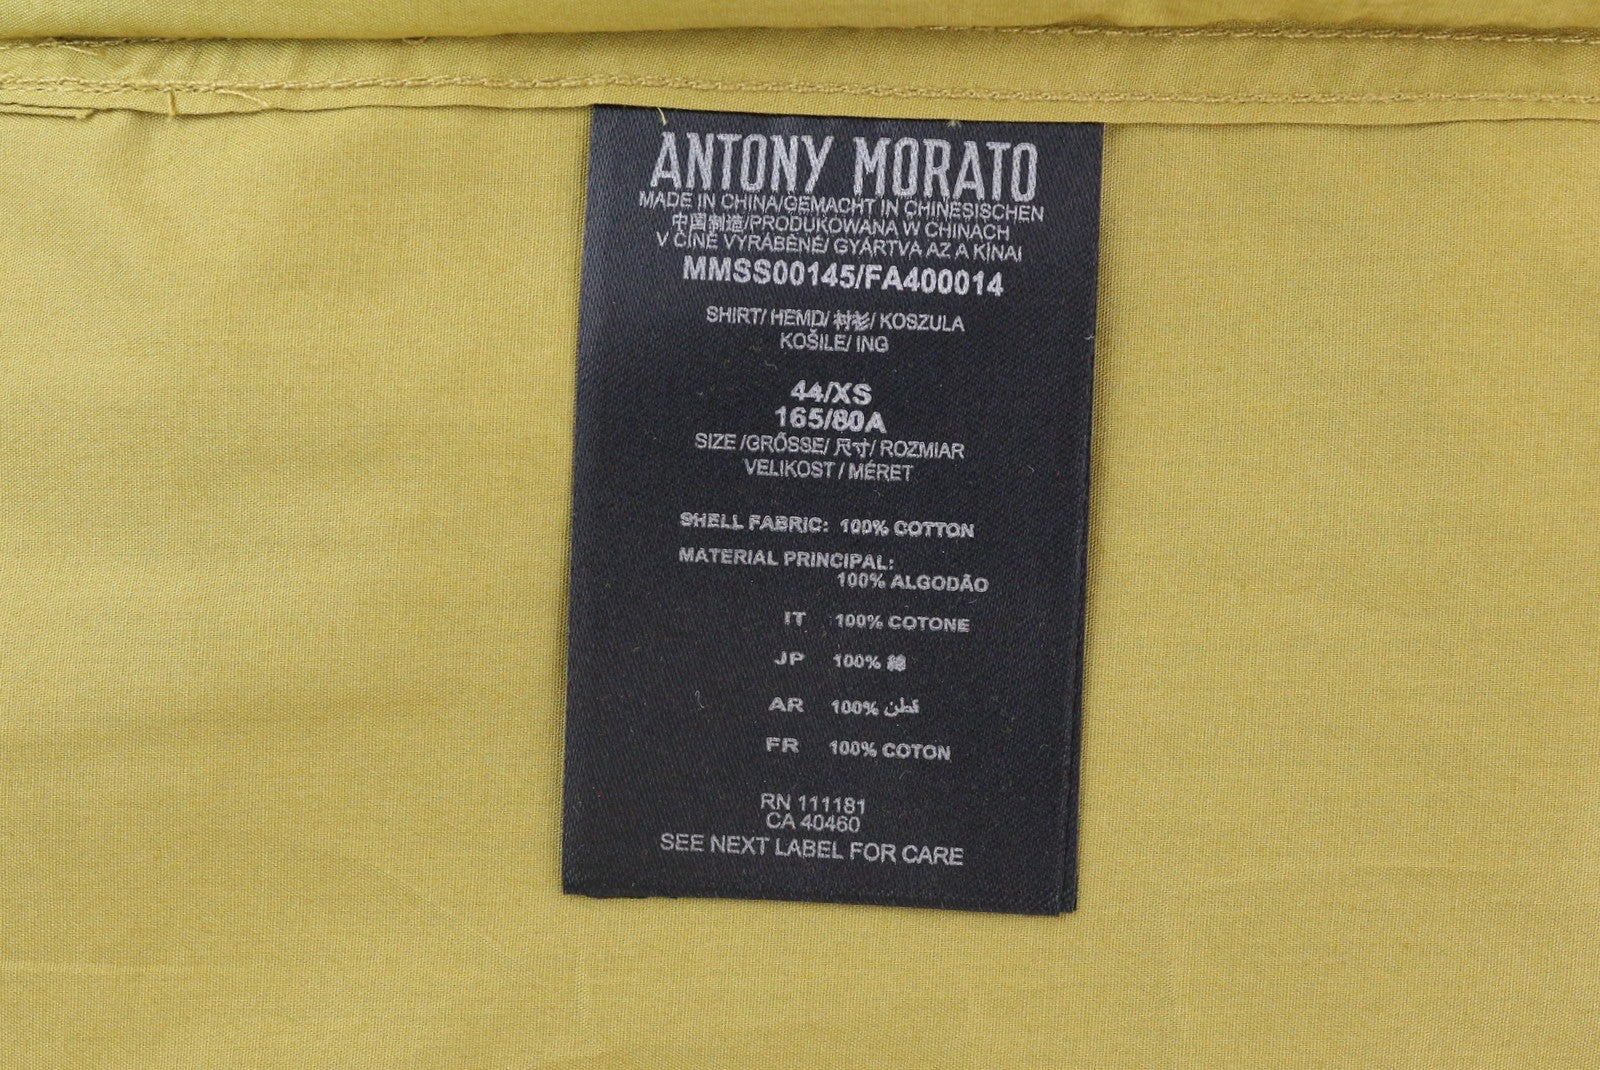 ANTONY MORATO
MADE IN CHINA/GEMACHT IN CHINESISCHEN
中国制造/PRODUKOWANA W CHINACH
V ČÍNĚ VYRÁBĚNÉ/ GYÁRTVA AZ A KÍNAI
MMSS00145/FA400014
SHIRT/ HEMD/ 衬衫/ KOSZULA
KOŠILE/ ING
44/XS
165/80A
SIZE /GRÖSSE/ 尺寸/ ROZMIAR
VELIKOST / MÉRET
SHELL FABRIC: 100% COTTON
MATERIAL PRINCIPAL:
100% ALGODÃO
IT 100% COTONE
JP 100% 綿
AR 100% قطن
FR 100% COTON
RN 111181
CA 40460
SEE NEXT LABEL FOR CARE